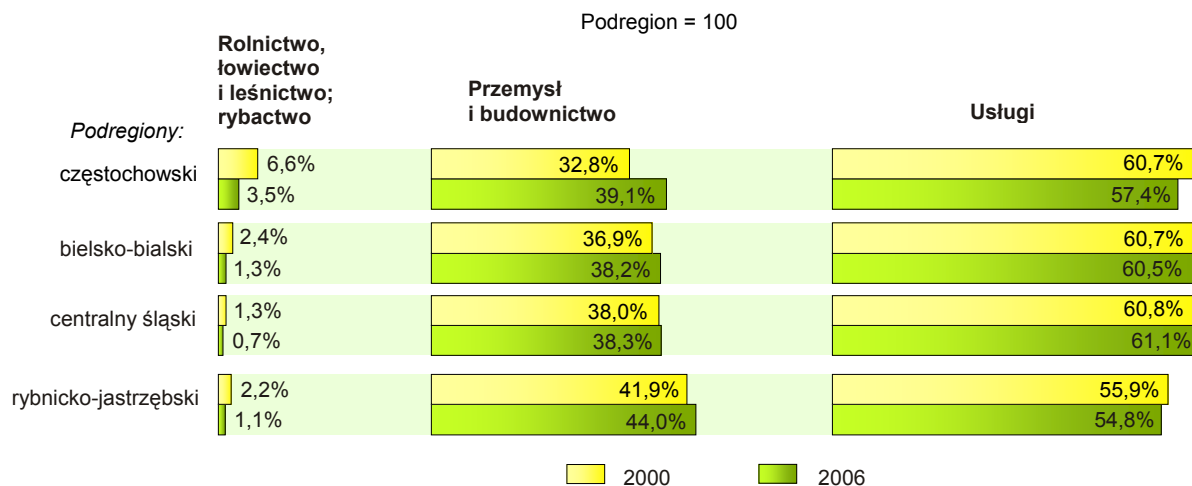 Podregion = 100
Rolnictwo,
łowiectwo
i leśnictwo;
rybactwo
Przemysł
i budownictwo
Usługi
Podregiony:
częstochowski
6,6%
32,8%
60,7%
3,5%
39,1%
57,4%
bielsko-bialski
2,4%
36,9%
60,7%
1,3%
38,2%
60,5%
centralny śląski
1,3%
38,0%
60,8%
0,7%
38,3%
61,1%
rybnicko-jastrzębski
2,2%
41,9%
55,9%
1,1%
44,0%
54,8%
2000
2006